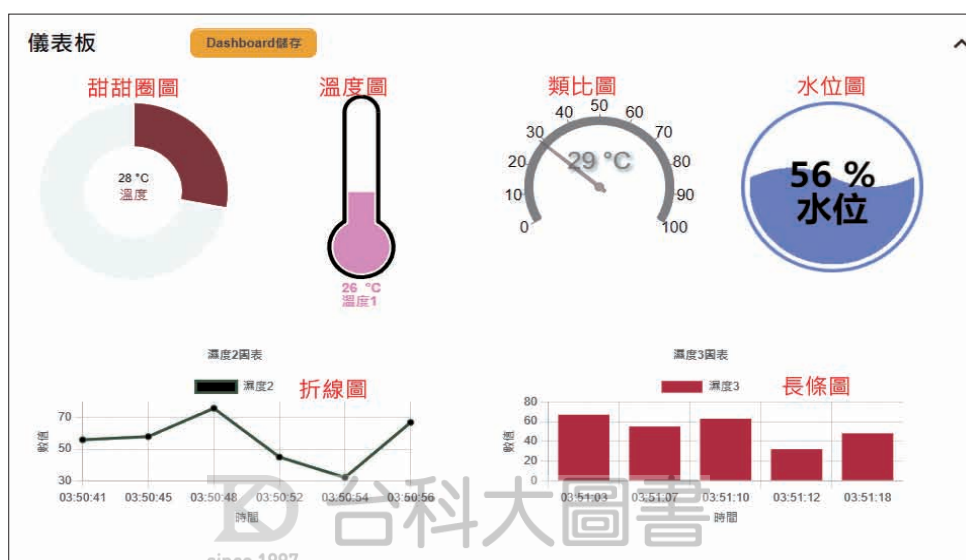 儀表板
Dashboard儲存
甜甜圈圖
溫度圖
類比圖
水位圖
28 °C
溫度
26 °C
溫度1
0
10
20
30
40
50
60
70
80
90
100
29 °C
56 %
水位
濕度2圖表
濕度2
折線圖
數值
70
50
30
03:50:41
03:50:45
03:50:48
03:50:52
03:50:54
03:50:56
時間
濕度3圖表
濕度3
長條圖
數值
80
60
40
20
0
03:51:03
03:51:07
03:51:10
03:51:12
03:51:18
時間
台科大圖書
since 1997